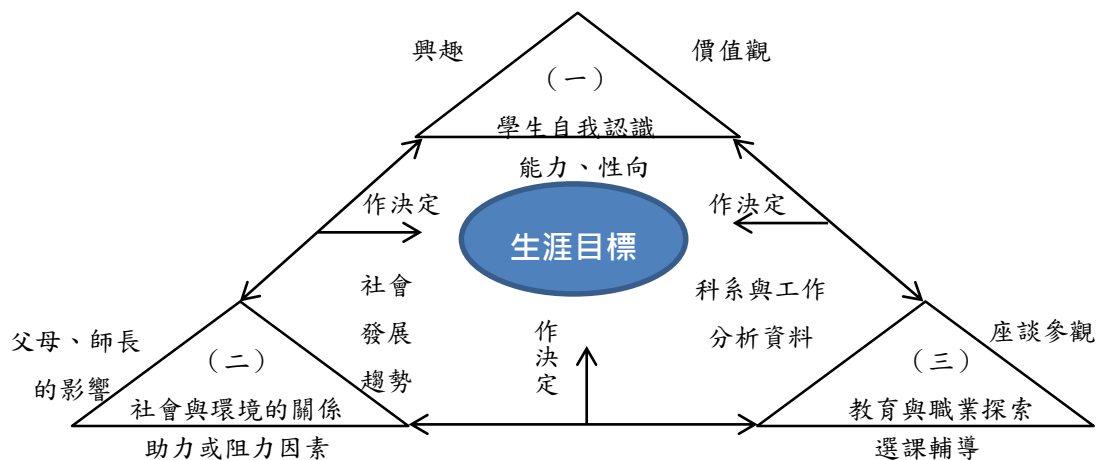 興趣
價值觀
（一）
學生自我認識
能力、性向
作決定
作決定
生涯目標
社會
發展
趨勢
科系與工作
分析資料
父母、師長
的影響
（二）
社會與環境的關係
助力或阻力因素
作決定
座談參觀
（三）
教育與職業探索
選課輔導